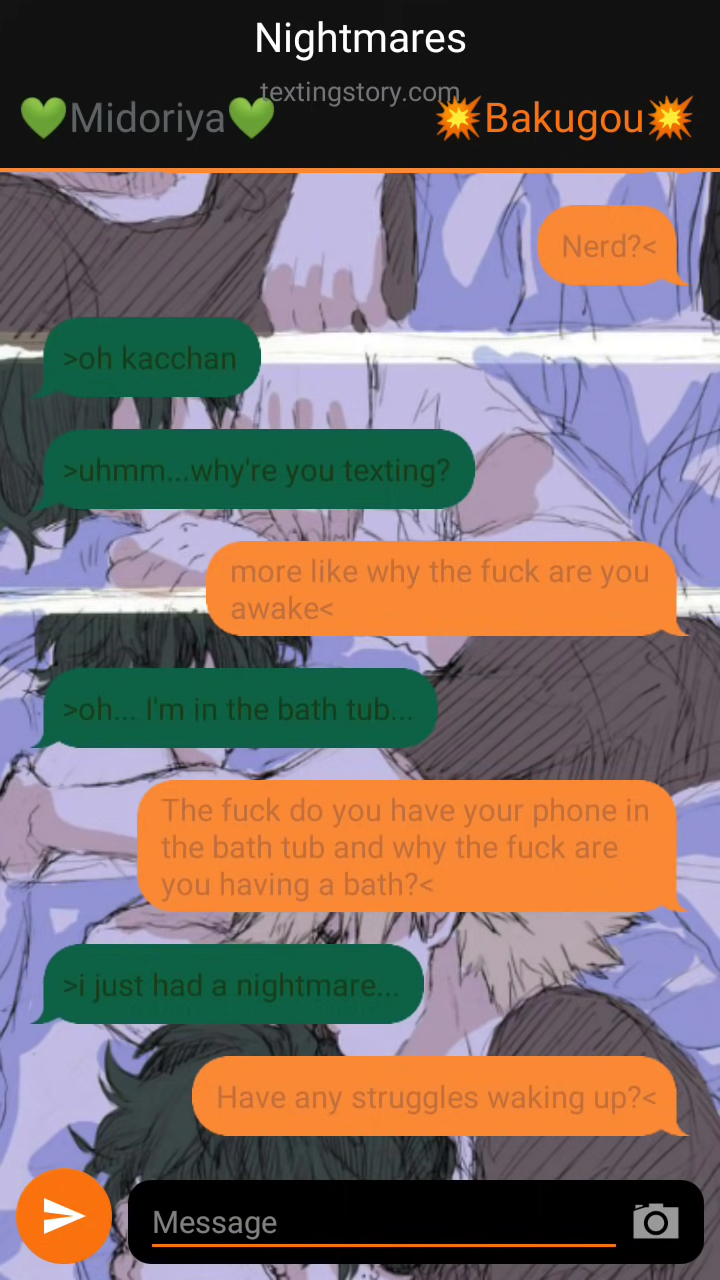 Nightmares
textingstory.com
💚Midoriya💚
💥Bakugou💥
Nerd?<
>oh kacchan
>uhmm...why're you texting?
more like why the fuck are you
awake<
>oh... I'm in the bath tub...
The fuck do you have your phone in
the bath tub and why the fuck are
you having a bath?<
>i just had a nightmare...
Have any struggles waking up?<
Message